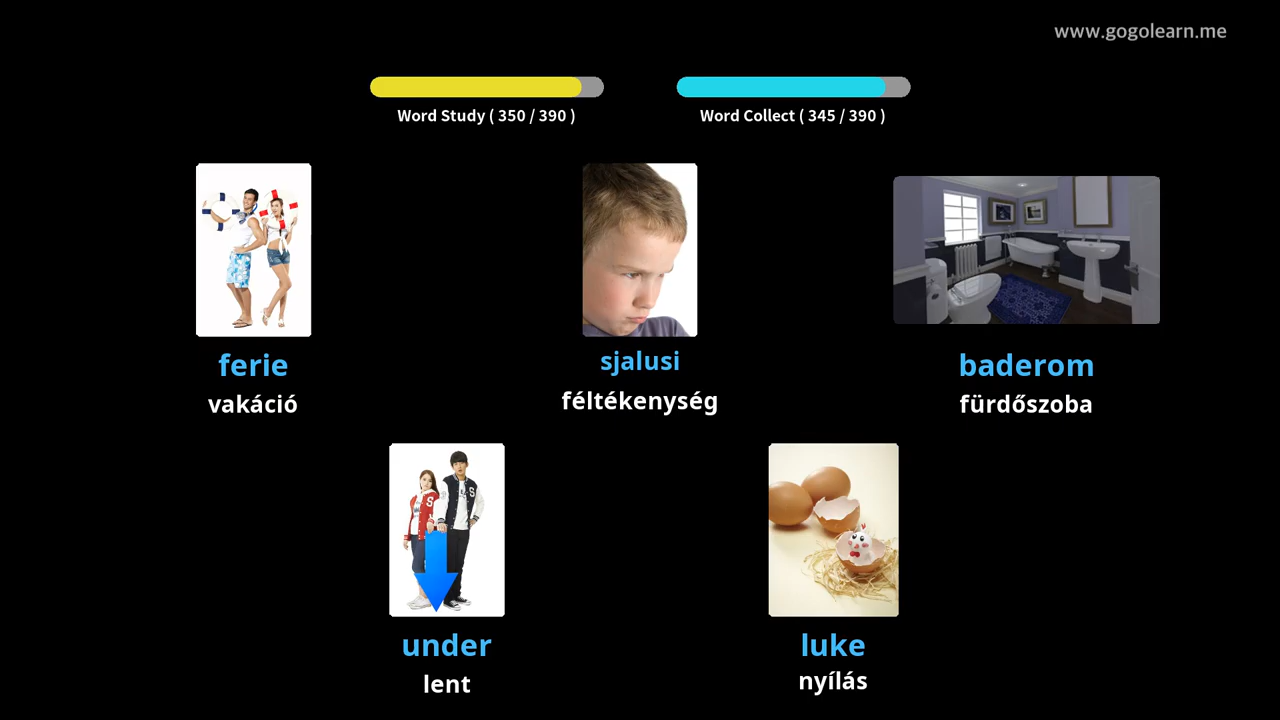 www.gogolearn.me
Word Study ( 350 / 390 )
Word Collect ( 345 / 390 )
ferie
vakáció
sjalusi
féltékenység
baderom
fürdőszoba
under
lent
luke
nyílás